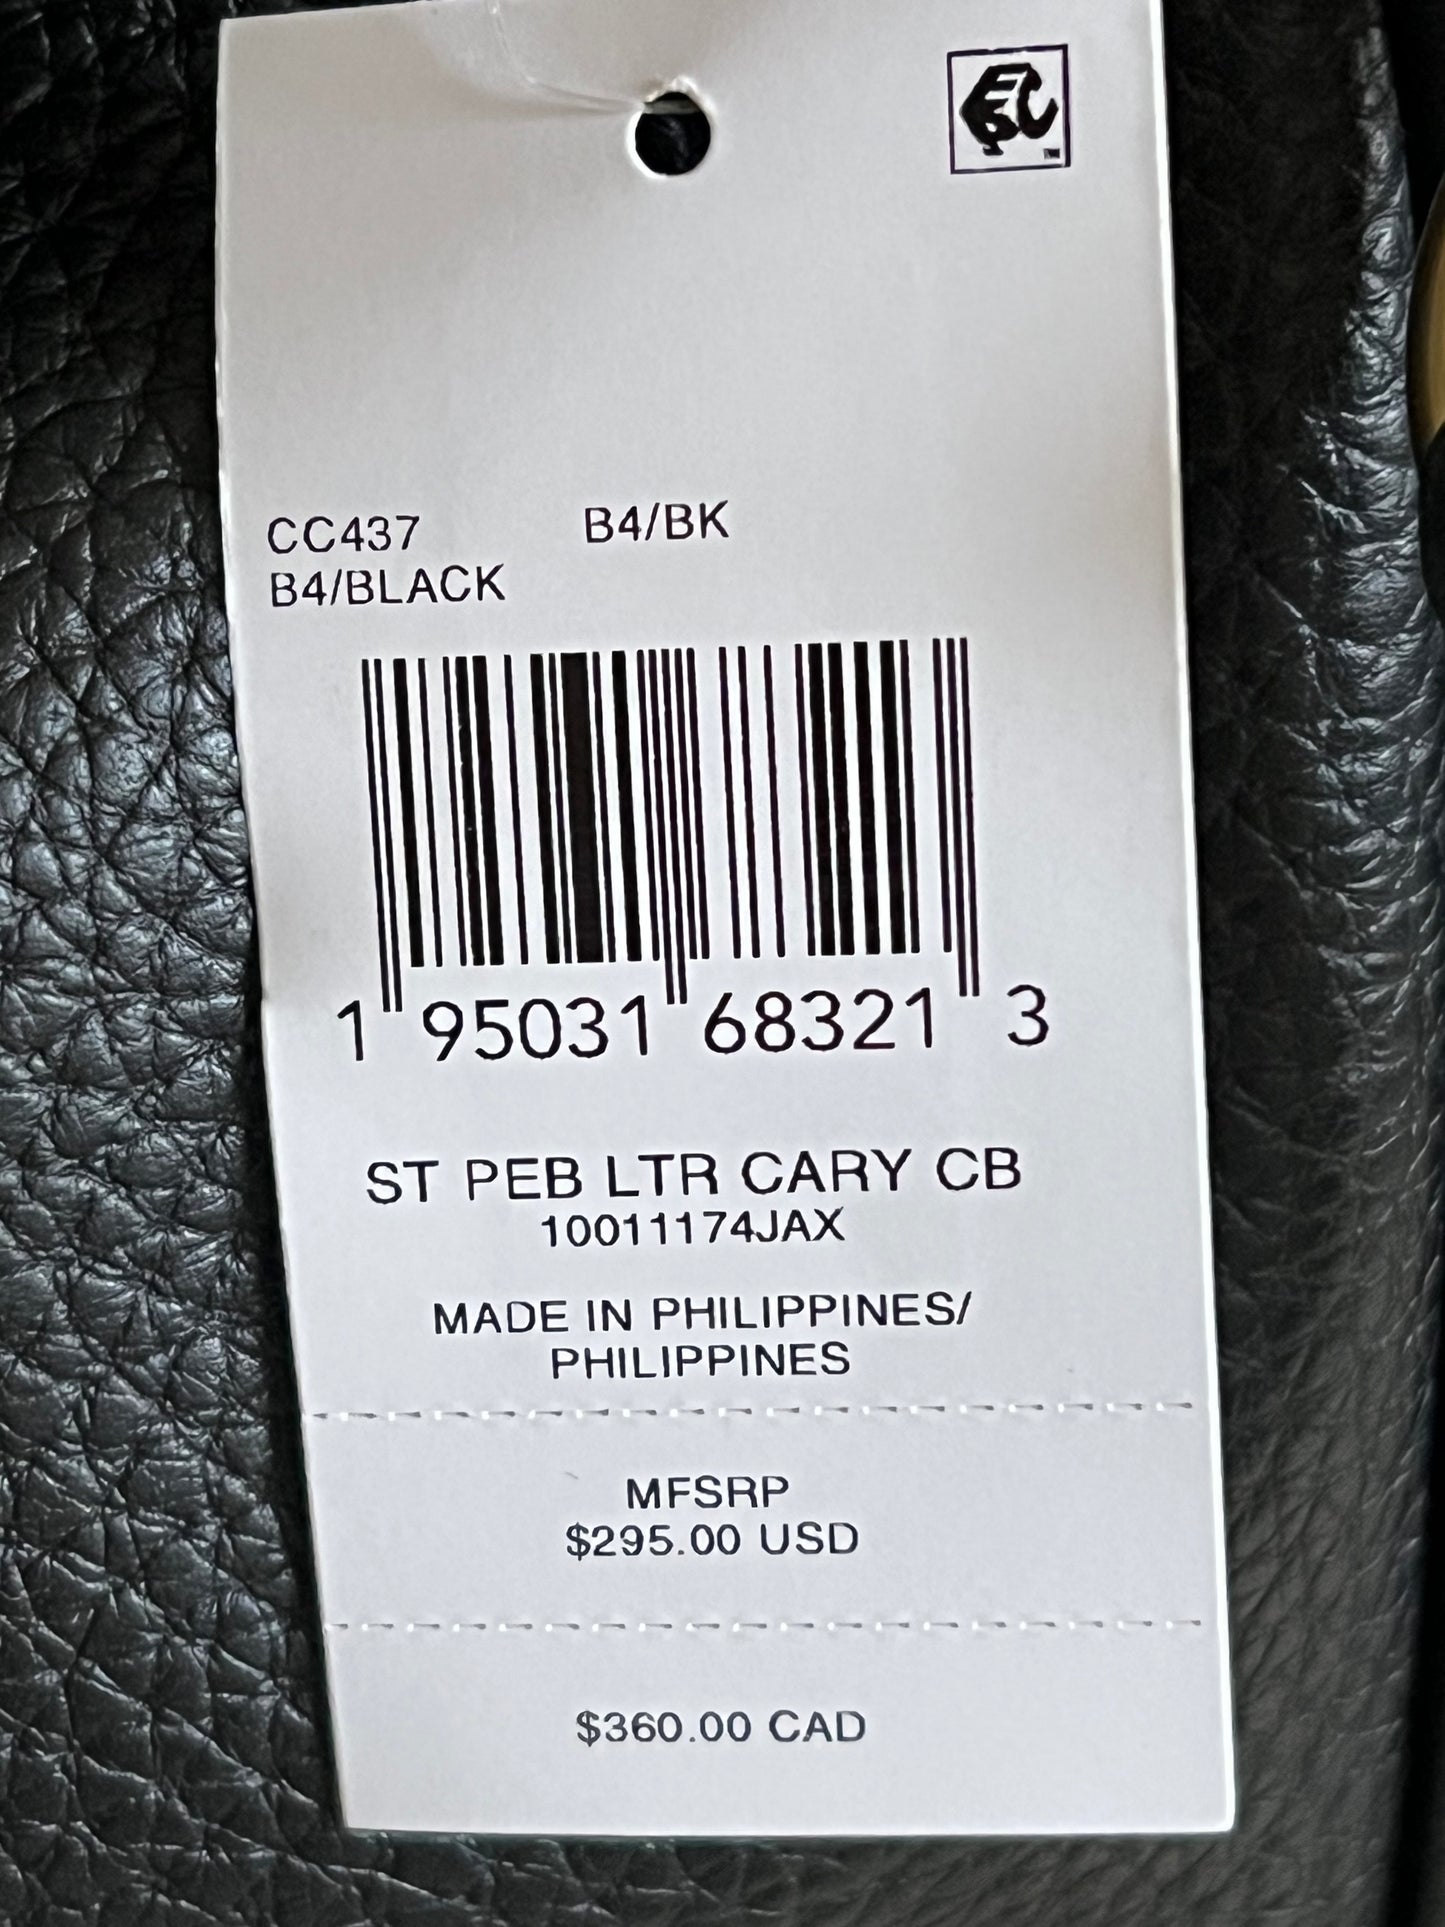 CC437 B4/BK
B4/BLACK
1 95031 68321 3
ST PEB LTR CARY CB
10011174JAX
MADE IN PHILIPPINES/
PHILIPPINES
MFSRP
$295.00 USD
$360.00 CAD